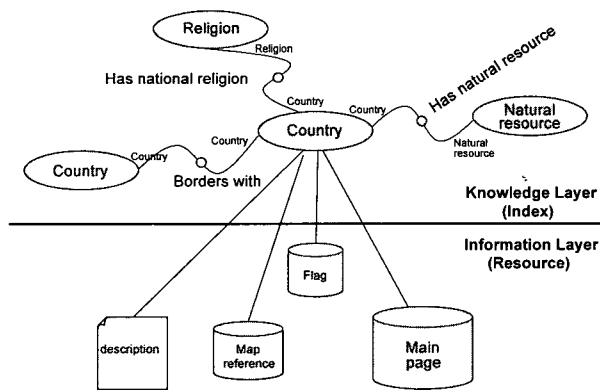 Religion
Religion
Has national religion
Has natural resource
Country
Country
Country
Natural
resource
Natural
resource
Country
Country
Country
Borders with
Knowledge Layer
(Index)
Information Layer
(Resource)
Flag
description
Map
reference
Main
page